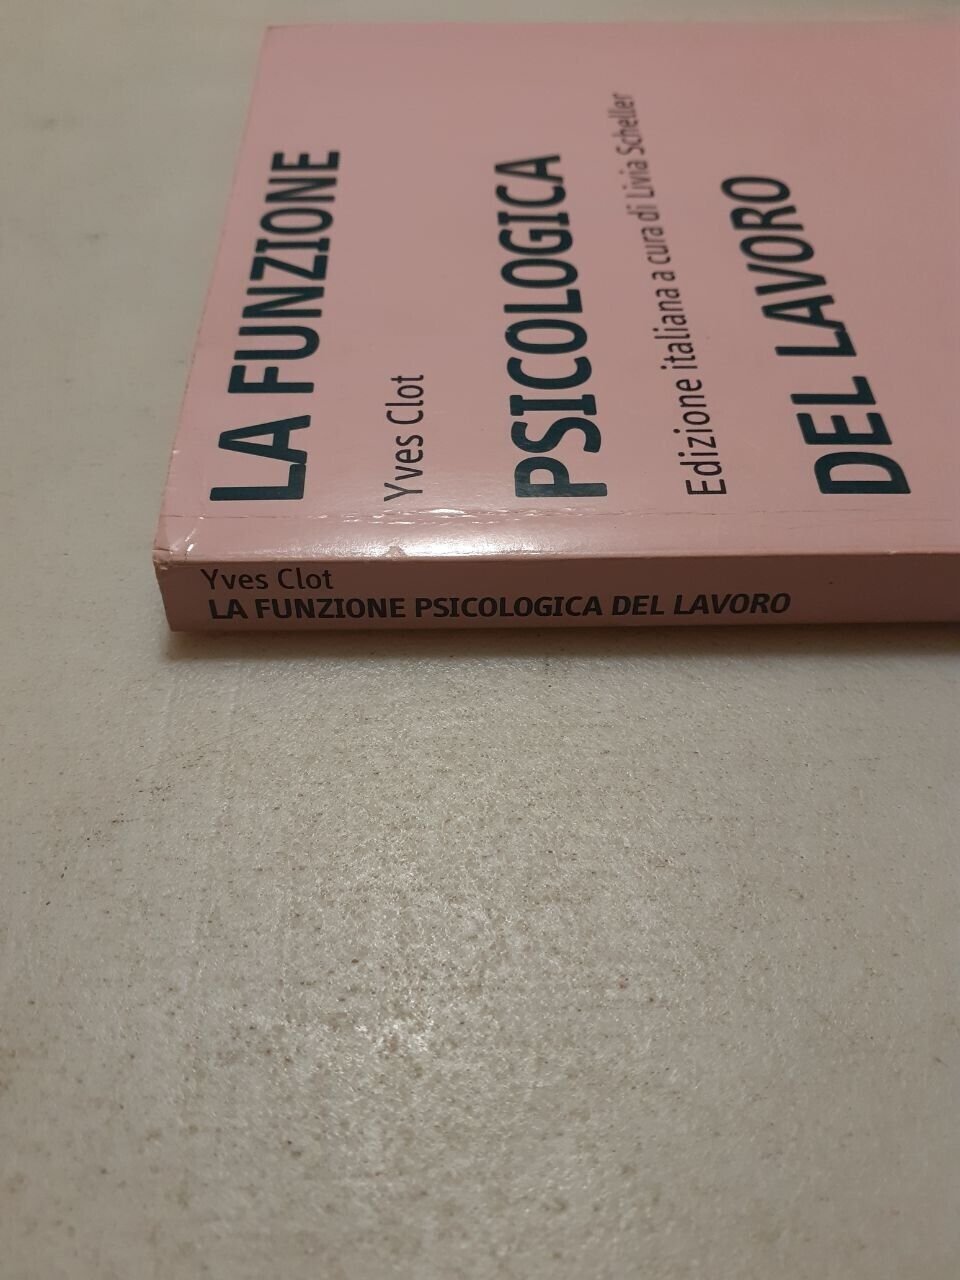 LA FUNZIONE
Yves Clot
PSICOLOGICA
Edizione italiana a cura di Livia Scheller
DEL LAVORO
Yves Clot
LA FUNZIONE PSICOLOGICA DEL LAVORO